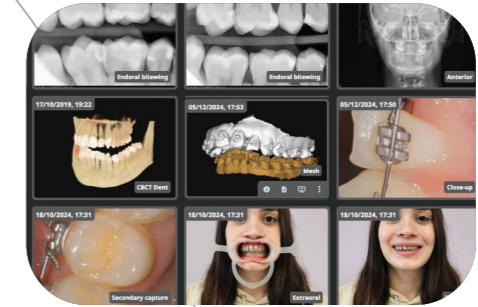 Endoral bitewing
Endoral bitewing
Anterior
17/10/2019, 19:22
05/12/2024, 17:53
05/12/2024, 17:50
CBCT Dent
Mesh
Close-up
18/10/2024, 17:31
18/10/2024, 17:31
18/10/2024, 17:31
Secondary capture
Extraoral